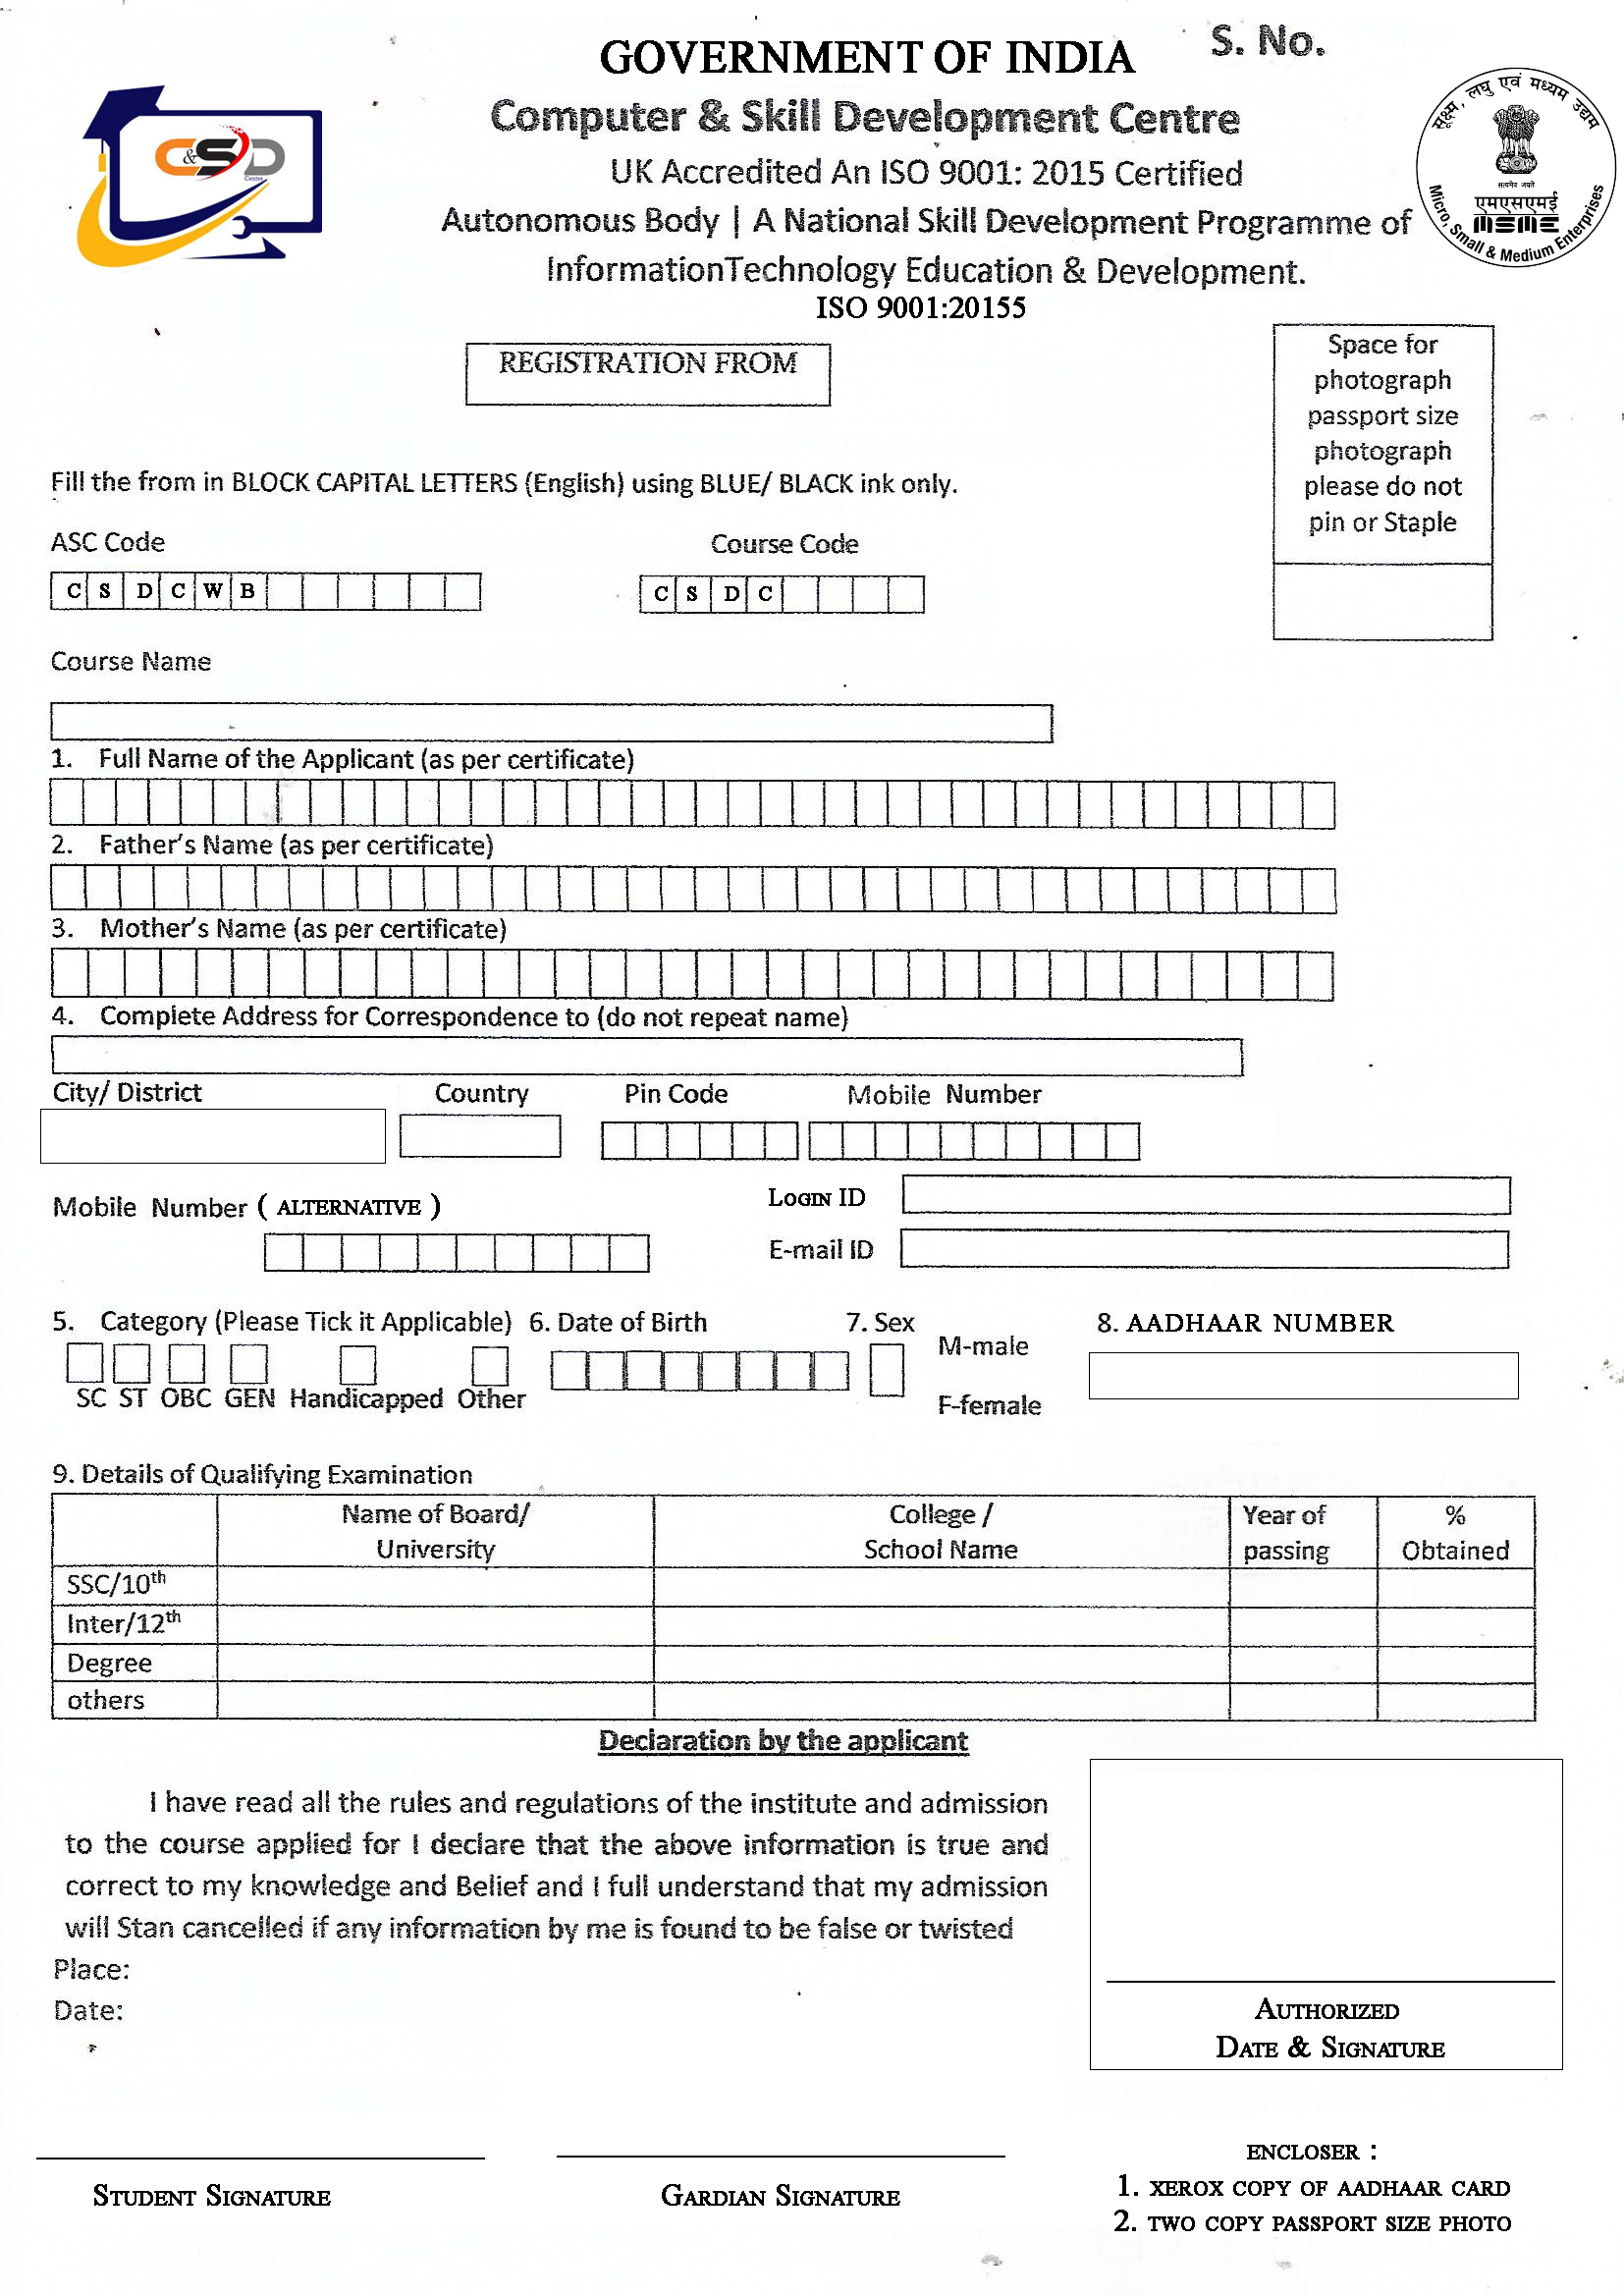 S. No.
GOVERNMENT OF INDIA
Computer & Skill Development Centre
UK Accredited An ISO 9001: 2015 Certified
Autonomous Body | A National Skill Development Programme of
InformationTechnology Education & Development.
ISO 9001:20155
C&SD
Centre
सूक्ष्म, लघु एवं मध्यम उद्यम
सत्यमेव जयते
एमएसएमई
MSME
Micro, Small & Medium Enterprises
REGISTRATION FROM
Space for
photograph
passport size
photograph
please do not
pin or Staple
Fill the from in BLOCK CAPITAL LETTERS (English) using BLUE/ BLACK ink only.
ASC Code Course Code
C S D C W B C S D C
Course Name
1. Full Name of the Applicant (as per certificate)
2. Father's Name (as per certificate)
3. Mother's Name (as per certificate)
4. Complete Address for Correspondence to (do not repeat name)
City/ District Country Pin Code Mobile Number
Mobile Number ( ALTERNATIVE ) LOGIN ID
E-mail ID
5. Category (Please Tick it Applicable) 6. Date of Birth 7. Sex 8. AADHAAR NUMBER
M-male
SC ST OBC GEN Handicapped Other F-female
9. Details of Qualifying Examination
Name of Board/ College / Year of %
University School Name passing Obtained
SSC/10th
Inter/12th
Degree
others
Declaration by the applicant
I have read all the rules and regulations of the institute and admission
to the course applied for I declare that the above information is true and
correct to my knowledge and Belief and I full understand that my admission
will Stan cancelled if any information by me is found to be false or twisted
Place:
Date:
AUTHORIZED
DATE & SIGNATURE
STUDENT SIGNATURE GARDIAN SIGNATURE
ENCLOSER :
1. XEROX COPY OF AADHAAR CARD
2. TWO COPY PASSPORT SIZE PHOTO